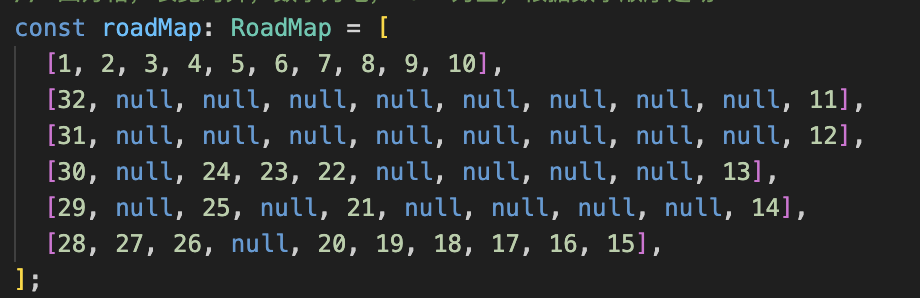 const roadMap: RoadMap = [
[1, 2, 3, 4, 5, 6, 7, 8, 9, 10],
[32, null, null, null, null, null, null, null, null, 11],
[31, null, null, null, null, null, null, null, null, 12],
[30, null, 24, 23, 22, null, null, null, null, 13],
[29, null, 25, null, 21, null, null, null, null, 14],
[28, 27, 26, null, 20, 19, 18, 17, 16, 15],
];